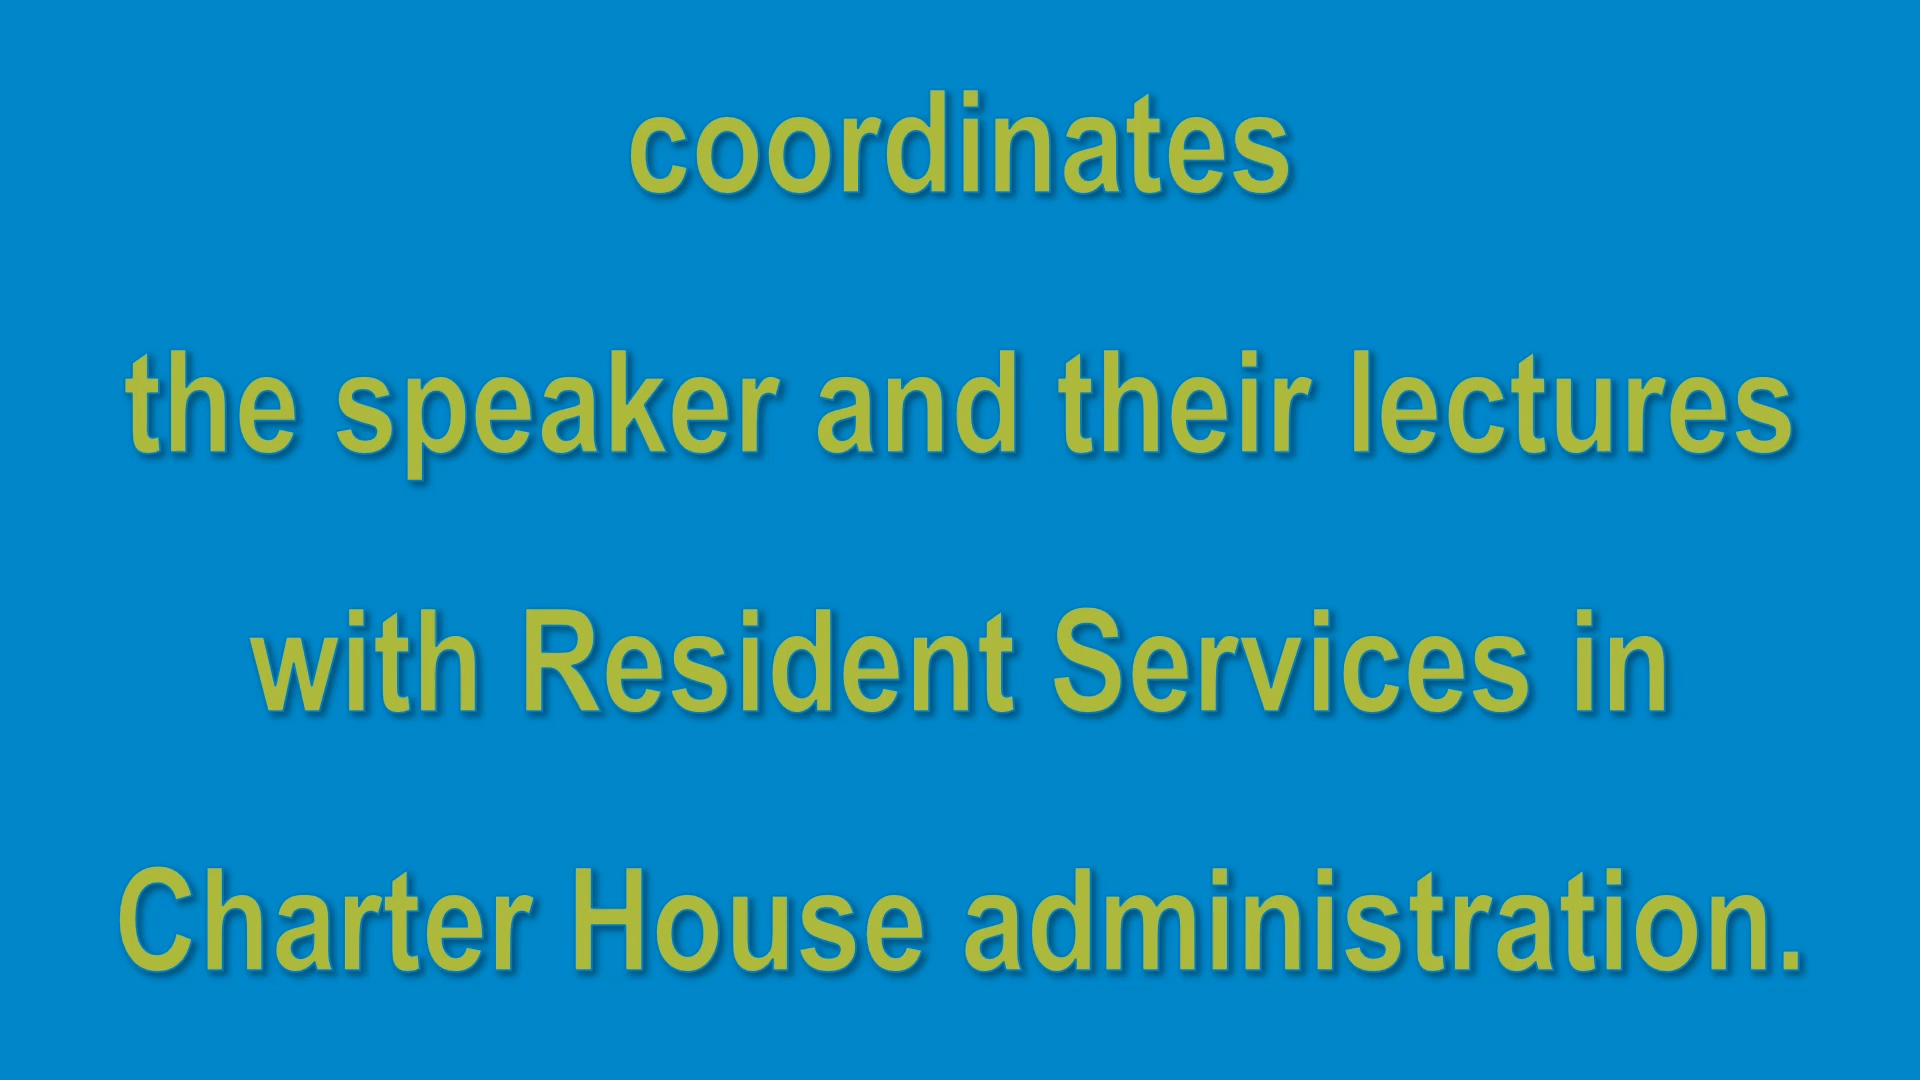 coordinates
the speaker and their lectures
with Resident Services in
Charter House administration.